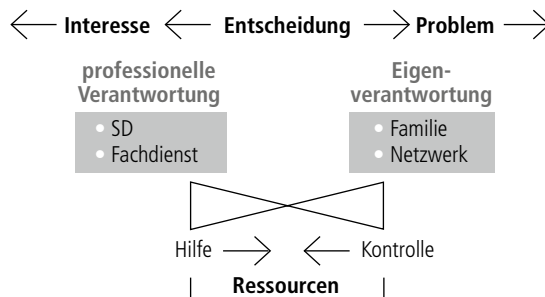 Interesse Entscheidung Problem
professionelle
Verantwortung
• SD
• Fachdienst
Eigen-
verantwortung
• Familie
• Netzwerk
Hilfe Kontrolle
Ressourcen